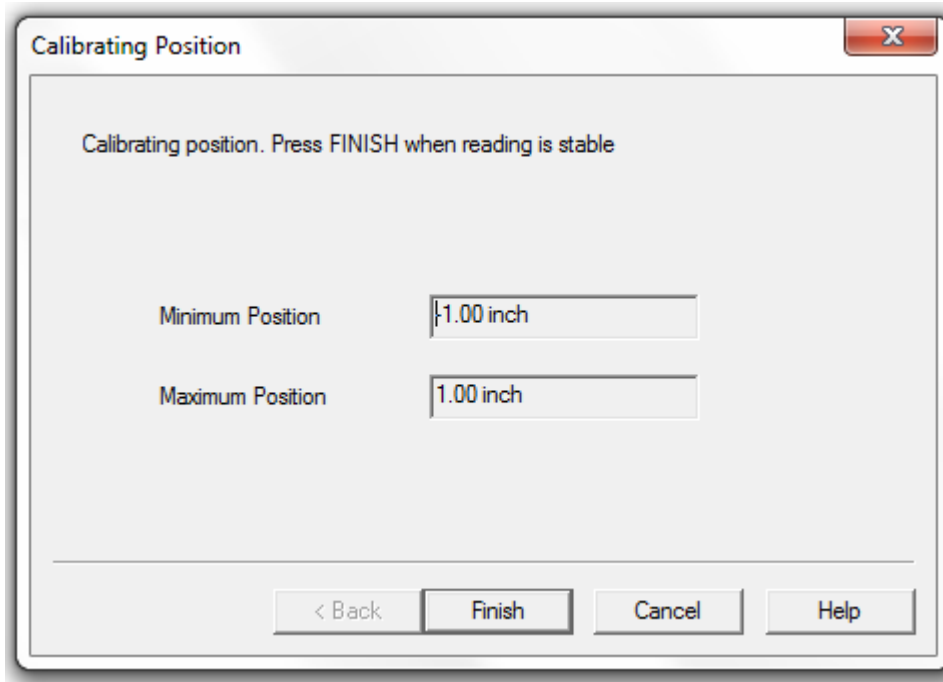 Calibrating Position
Calibrating position. Press FINISH when reading is stable
Minimum Position -1.00 inch
Maximum Position 1.00 inch
< Back Finish Cancel Help